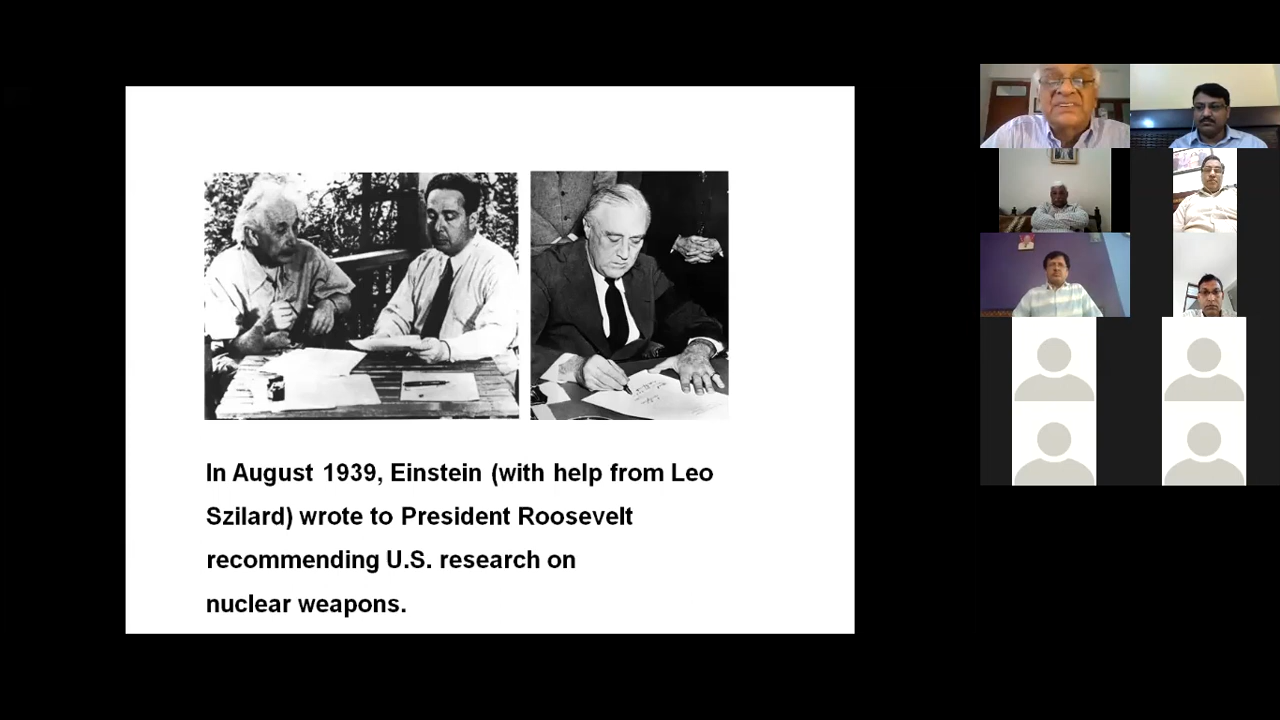 In August 1939, Einstein (with help from Leo
Szilard) wrote to President Roosevelt
recommending U.S. research on
nuclear weapons.